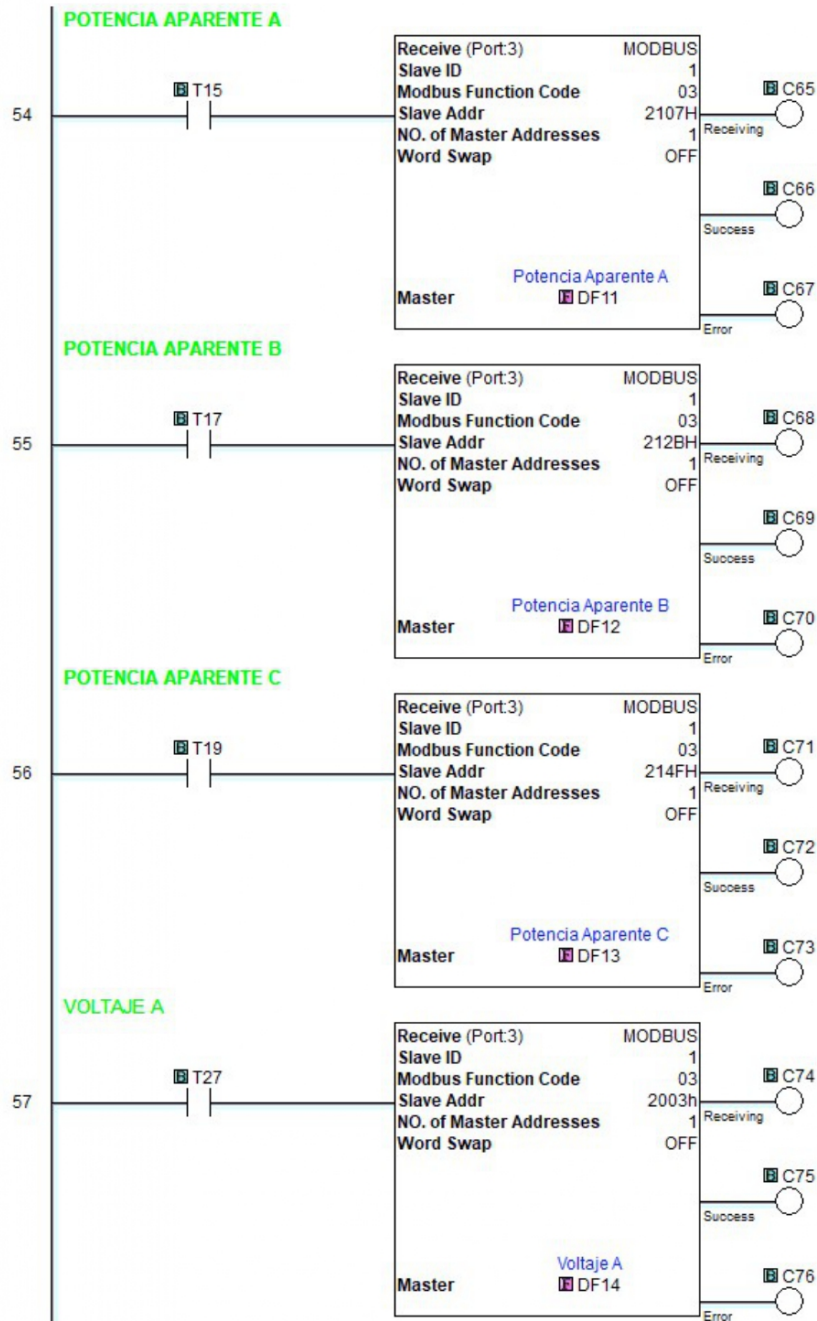 POTENCIA APARENTE A
54
B T15
Receive (Port:3) MODBUS
Slave ID 1
Modbus Function Code 03
Slave Addr 2107H
NO. of Master Addresses 1
Word Swap OFF
Potencia Aparente A
Master F DF11
B C65
Receiving
B C66
Success
B C67
Error
POTENCIA APARENTE B
55
B T17
Receive (Port:3) MODBUS
Slave ID 1
Modbus Function Code 03
Slave Addr 212BH
NO. of Master Addresses 1
Word Swap OFF
Potencia Aparente B
Master F DF12
B C68
Receiving
B C69
Success
B C70
Error
POTENCIA APARENTE C
56
B T19
Receive (Port:3) MODBUS
Slave ID 1
Modbus Function Code 03
Slave Addr 214FH
NO. of Master Addresses 1
Word Swap OFF
Potencia Aparente C
Master F DF13
B C71
Receiving
B C72
Success
B C73
Error
VOLTAJE A
57
B T27
Receive (Port:3) MODBUS
Slave ID 1
Modbus Function Code 03
Slave Addr 2003h
NO. of Master Addresses 1
Word Swap OFF
Voltaje A
Master F DF14
B C74
Receiving
B C75
Success
B C76
Error